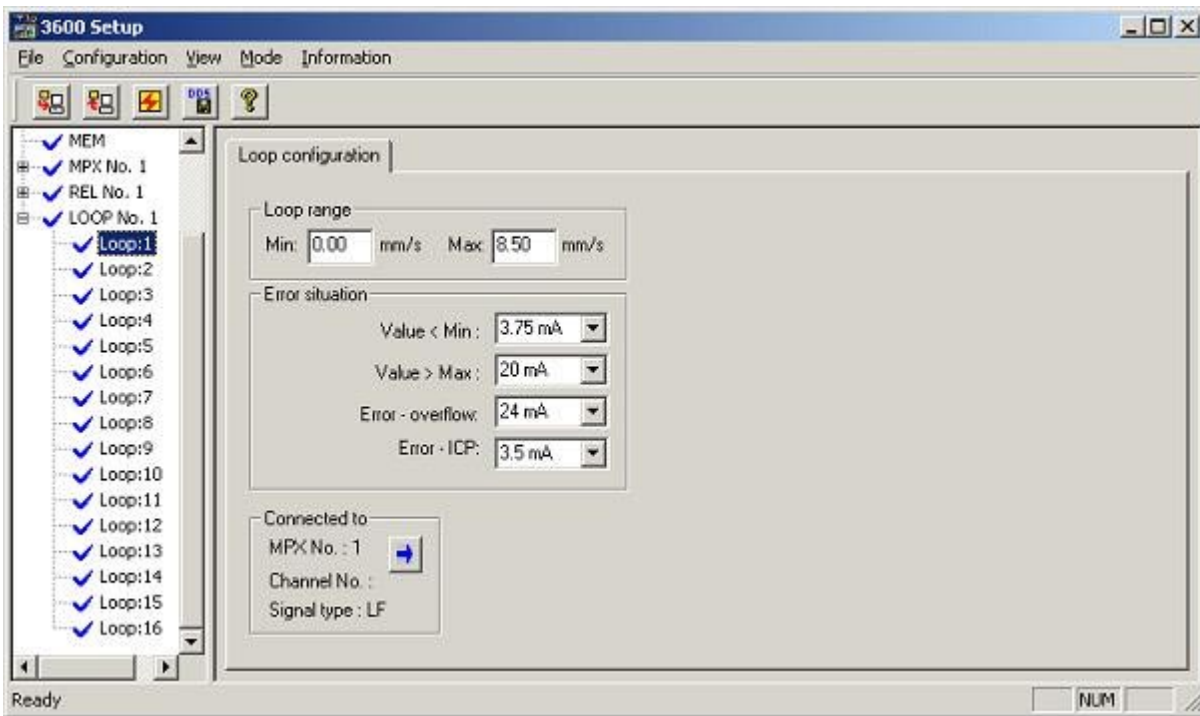 3600 Setup
File Configuration View Mode Information
DDS
MEM
MPX No. 1
REL No. 1
LOOP No. 1
Loop:1
Loop:2
Loop:3
Loop:4
Loop:5
Loop:6
Loop:7
Loop:8
Loop:9
Loop:10
Loop:11
Loop:12
Loop:13
Loop:14
Loop:15
Loop:16
Loop configuration
Loop range
Min: 0.00 mm/s Max: 8.50 mm/s
Error situation
Value < Min : 3.75 mA
Value > Max : 20 mA
Error - overflow: 24 mA
Error - ICP: 3.5 mA
Connected to
MPX No. : 1
Channel No. :
Signal type : LF
Ready NUM